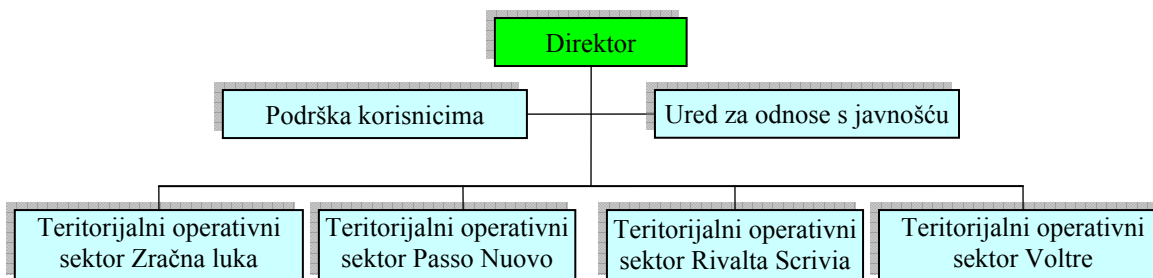 Direktor
Podrška korisnicima
Ured za odnose s javnošću
Teritorijalni operativni
sektor Zračna luka
Teritorijalni operativni
sektor Passo Nuovo
Teritorijalni operativni
sektor Rivalta Scrivia
Teritorijalni operativni
sektor Voltre